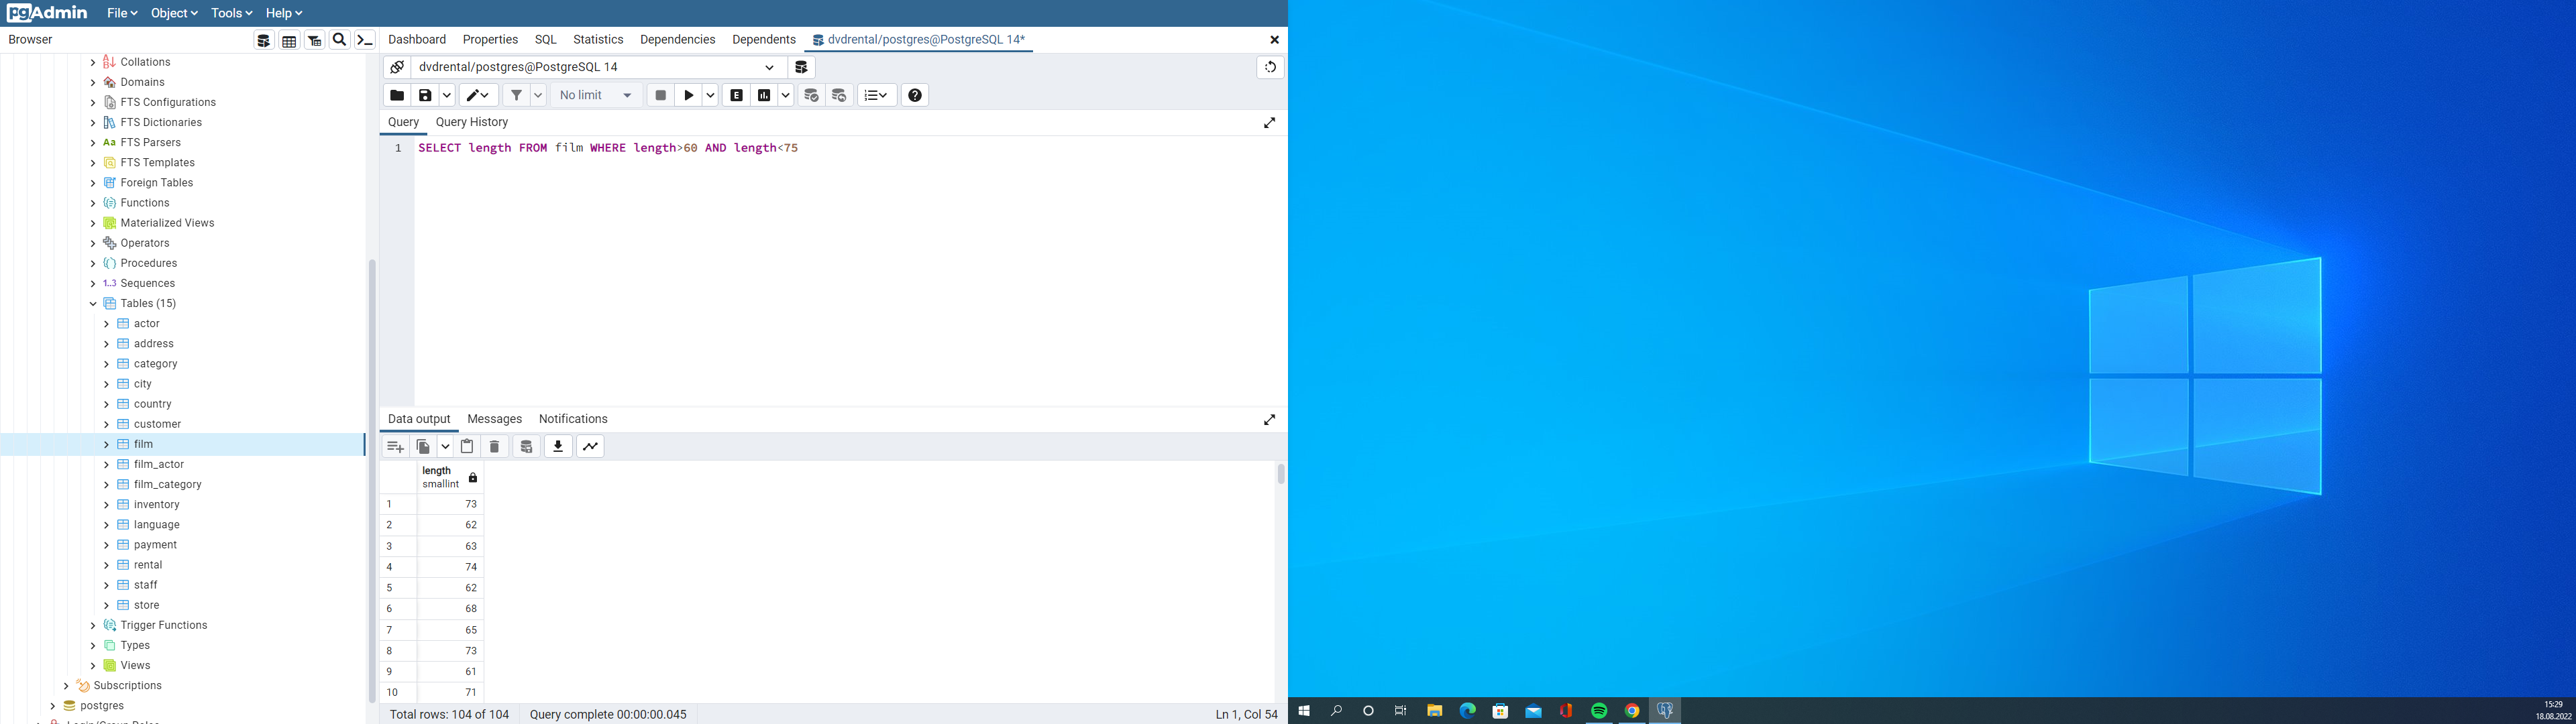 pgAdmin File Object Tools Help
Browser
Dashboard Properties SQL Statistics Dependencies Dependents dvdrental/postgres@PostgreSQL 14*
Collations
Domains
FTS Configurations
FTS Dictionaries
Aa FTS Parsers
FTS Templates
Foreign Tables
Functions
Materialized Views
Operators
Procedures
1..3 Sequences
Tables (15)
actor
address
category
city
country
customer
film
film_actor
film_category
inventory
language
payment
rental
staff
store
Trigger Functions
Types
Views
Subscriptions
postgres
Login/Group Roles
dvdrental/postgres@PostgreSQL 14
No limit
E
Query Query History
1 SELECT length FROM film WHERE length>60 AND length<75
Data output Messages Notifications
length
smallint
1 73
2 62
3 63
4 74
5 62
6 68
7 65
8 73
9 61
10 71
Total rows: 104 of 104 Query complete 00:00:00.045 Ln 1, Col 54
15:29
18.08.2022